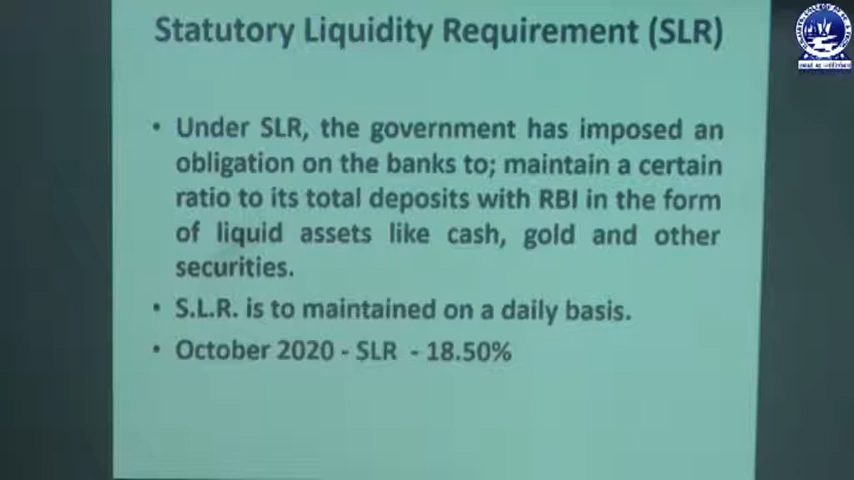 Statutory Liquidity Requirement (SLR)
• Under SLR, the government has imposed an
obligation on the banks to; maintain a certain
ratio to its total deposits with RBI in the form
of liquid assets like cash, gold and other
securities.
• S.L.R. is to maintained on a daily basis.
• October 2020 - SLR - 18.50%